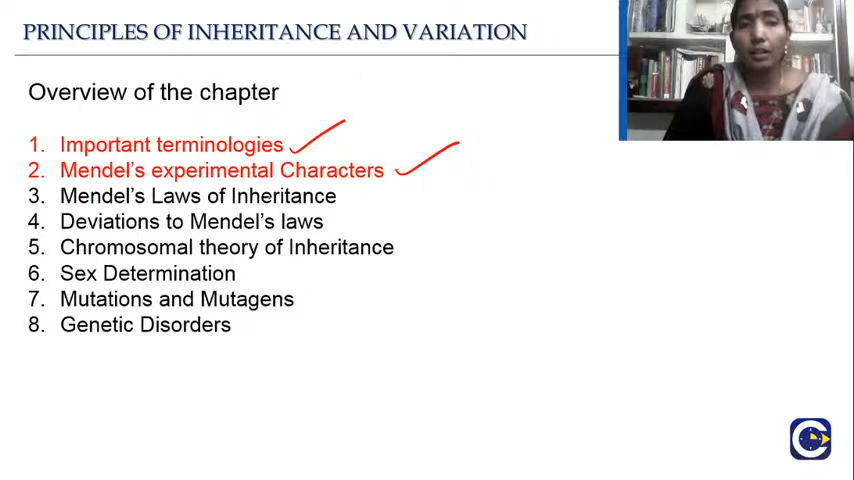 PRINCIPLES OF INHERITANCE AND VARIATION
Overview of the chapter
1. Important terminologies
2. Mendel's experimental Characters
3. Mendel's Laws of Inheritance
4. Deviations to Mendel's laws
5. Chromosomal theory of Inheritance
6. Sex Determination
7. Mutations and Mutagens
8. Genetic Disorders